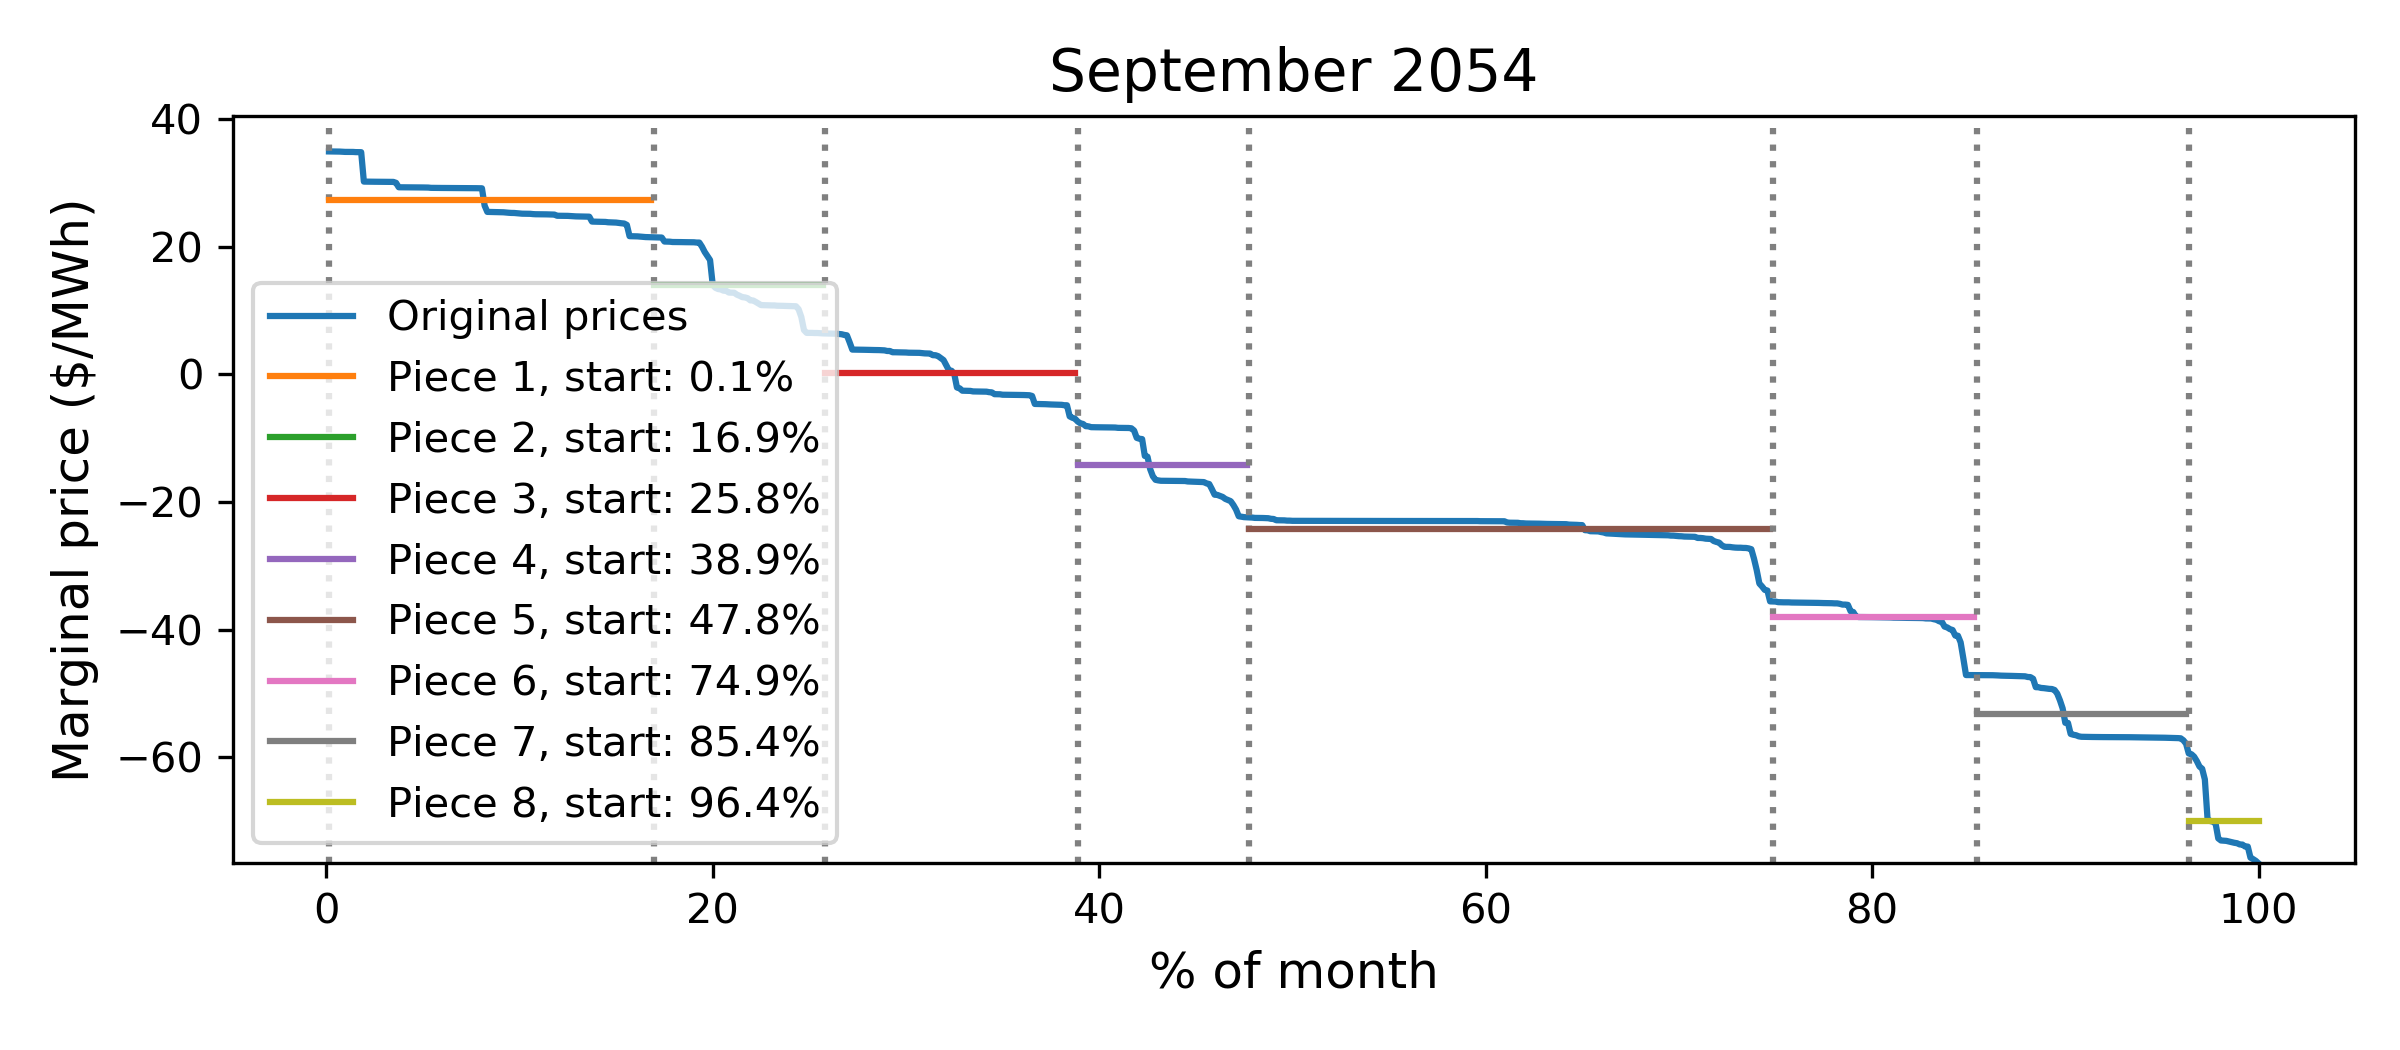 September 2054
Marginal price ($/MWh)
40
20
0
−20
−40
−60
Original prices
Piece 1, start: 0.1%
Piece 2, start: 16.9%
Piece 3, start: 25.8%
Piece 4, start: 38.9%
Piece 5, start: 47.8%
Piece 6, start: 74.9%
Piece 7, start: 85.4%
Piece 8, start: 96.4%
0 20 40 60 80 100
% of month